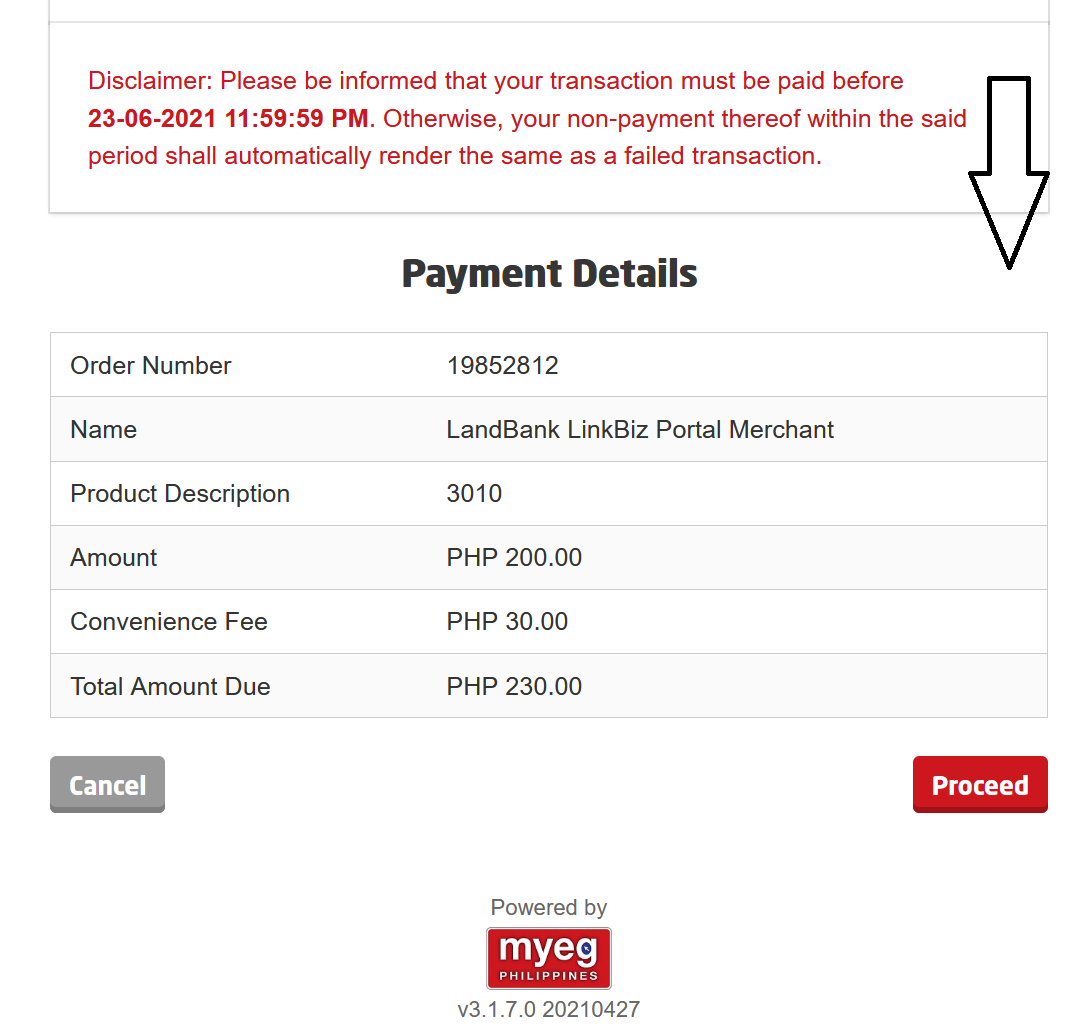 Disclaimer: Please be informed that your transaction must be paid before
23-06-2021 11:59:59 PM. Otherwise, your non-payment thereof within the said
period shall automatically render the same as a failed transaction.
Payment Details
Order Number 19852812
Name LandBank LinkBiz Portal Merchant
Product Description 3010
Amount PHP 200.00
Convenience Fee PHP 30.00
Total Amount Due PHP 230.00
Cancel Proceed
Powered by
myeg
PHILIPPINES
v3.1.7.0 20210427